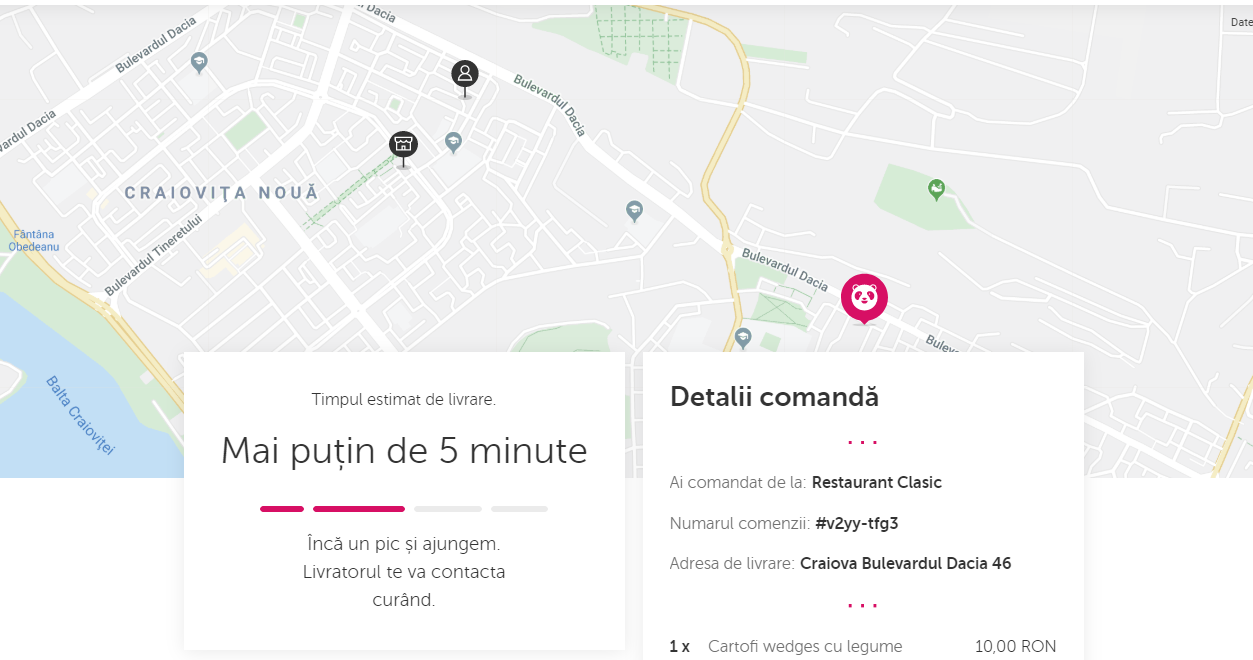 Dacia
Date
Bulevardul Dacia
Bulevardul Dacia
vardul Dacia
CRAIOVIȚA NOUĂ
Fântâna
Obedeanu
Bulevardul Tineretului
Bulevardul Dacia
Buleva
Balta Craioviței
Timpul estimat de livrare.
Mai puțin de 5 minute
Încă un pic și ajungem.
Livratorul te va contacta
curând.
Detalii comandă
...
Ai comandat de la: Restaurant Clasic
Numarul comenzii: #v2yy-tfg3
Adresa de livrare: Craiova Bulevardul Dacia 46
...
1 x Cartofi wedges cu legume 10,00 RON